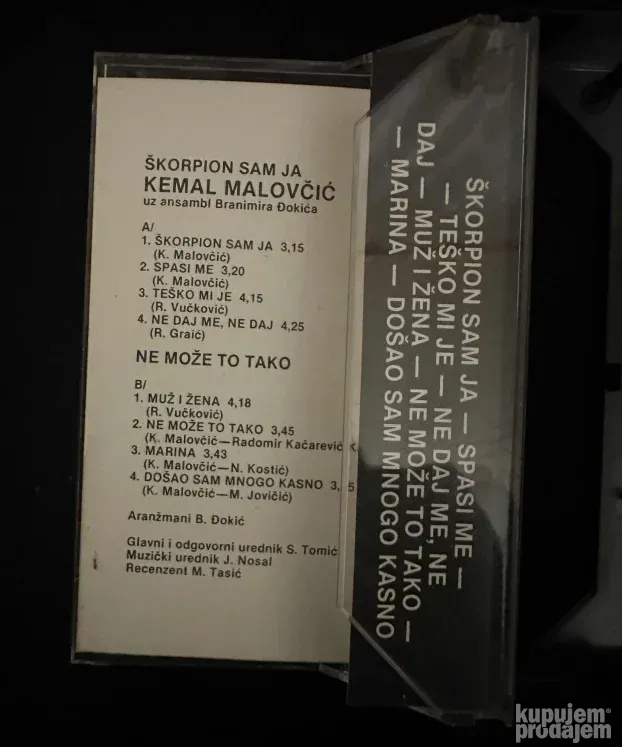 ŠKORPION SAM JA
KEMAL MALOVČIĆ
uz ansambl Branimira Đokića
A/
1. ŠKORPION SAM JA 3,15
(K. Malovčić)
2. SPASI ME 3,20
(K. Malovčić)
3. TEŠKO MI JE 4,15
(R. Vučković)
4. NE DAJ ME, NE DAJ 4,25
(R. Graić)
NE MOŽE TO TAKO
B/
1. MUŽ I ŽENA 4,18
(R. Vučković)
2. NE MOŽE TO TAKO 3,45
(K. Malovčić—Radomir Kačarević K.
3. MARINA 3,43
(K. Malovčić—N. Kostić)
4. DOŠAO SAM MNOGO KASNO
(K. Malovčić—M. Jovičić)
Aranžmani B. Đokić
Glavni i odgovorni urednik S. Tomić
Muzički urednik J. Nosal
Recenzent M. Tasić
ŠKORPION SAM JA — SPASI ME —
— TEŠKO MI JE — NE DAJ ME, NE
DAJ — MUŽ I ŽENA — NE MOŽE TO TAKO —
— MARINA — DOŠAO SAM MNOGO KASNO
kupujem
prodajem